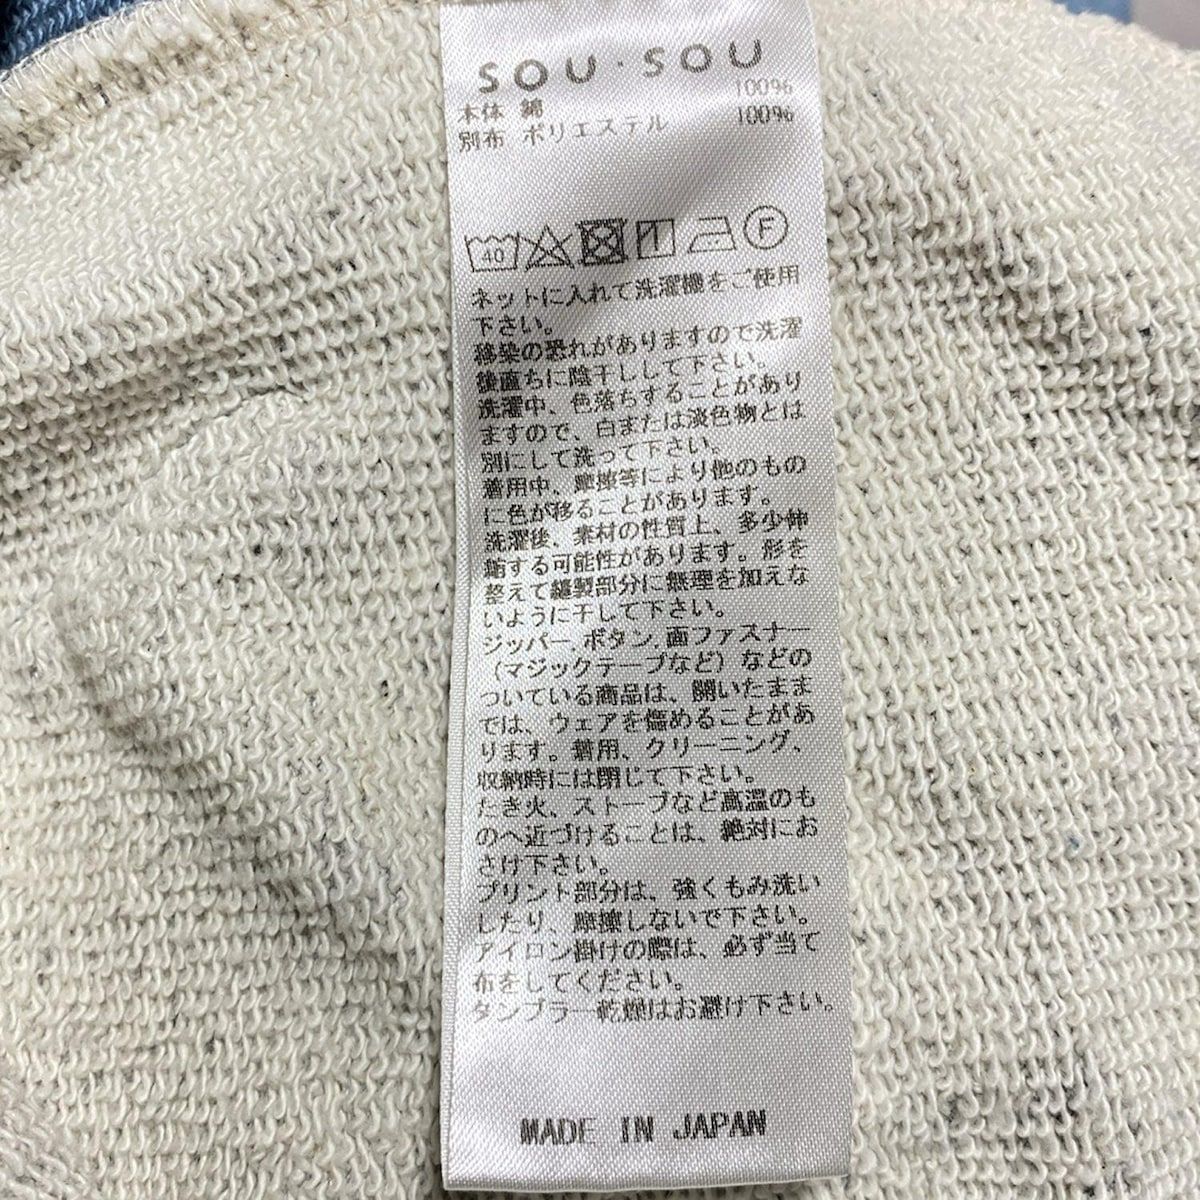 SOU・SOU
本体 綿 100%
別布 ポリエステル 100%
40 F
ネットに入れて洗濯機をご使用
下さい。
移染の恐れがありますので洗濯
後直ちに陰干しして下さい。
洗濯中、色落ちすることがあり
ますので、白または淡色物とは
別にして洗って下さい。
着用中、摩擦等により他のもの
に色が移ることがあります。
洗濯後、素材の性質上、多少伸
縮する可能性があります。形を
整えて縫製部分に無理を加えな
いように干して下さい。
ジッパー,ボタン,面ファスナー
(マジックテープなど)などの
ついている商品は、開いたまま
では、ウェアを傷めることがあ
ります。着用、クリーニング、
収納時には閉じて下さい。
たき火、ストーブなど高温のも
のへ近づけることは、絶対にお
さけ下さい。
プリント部分は、強くもみ洗い
したり、摩擦しないで下さい。
アイロン掛けの際は、必ず当て
布をしてください。
タンブラー乾燥はお避け下さい。
MADE IN JAPAN